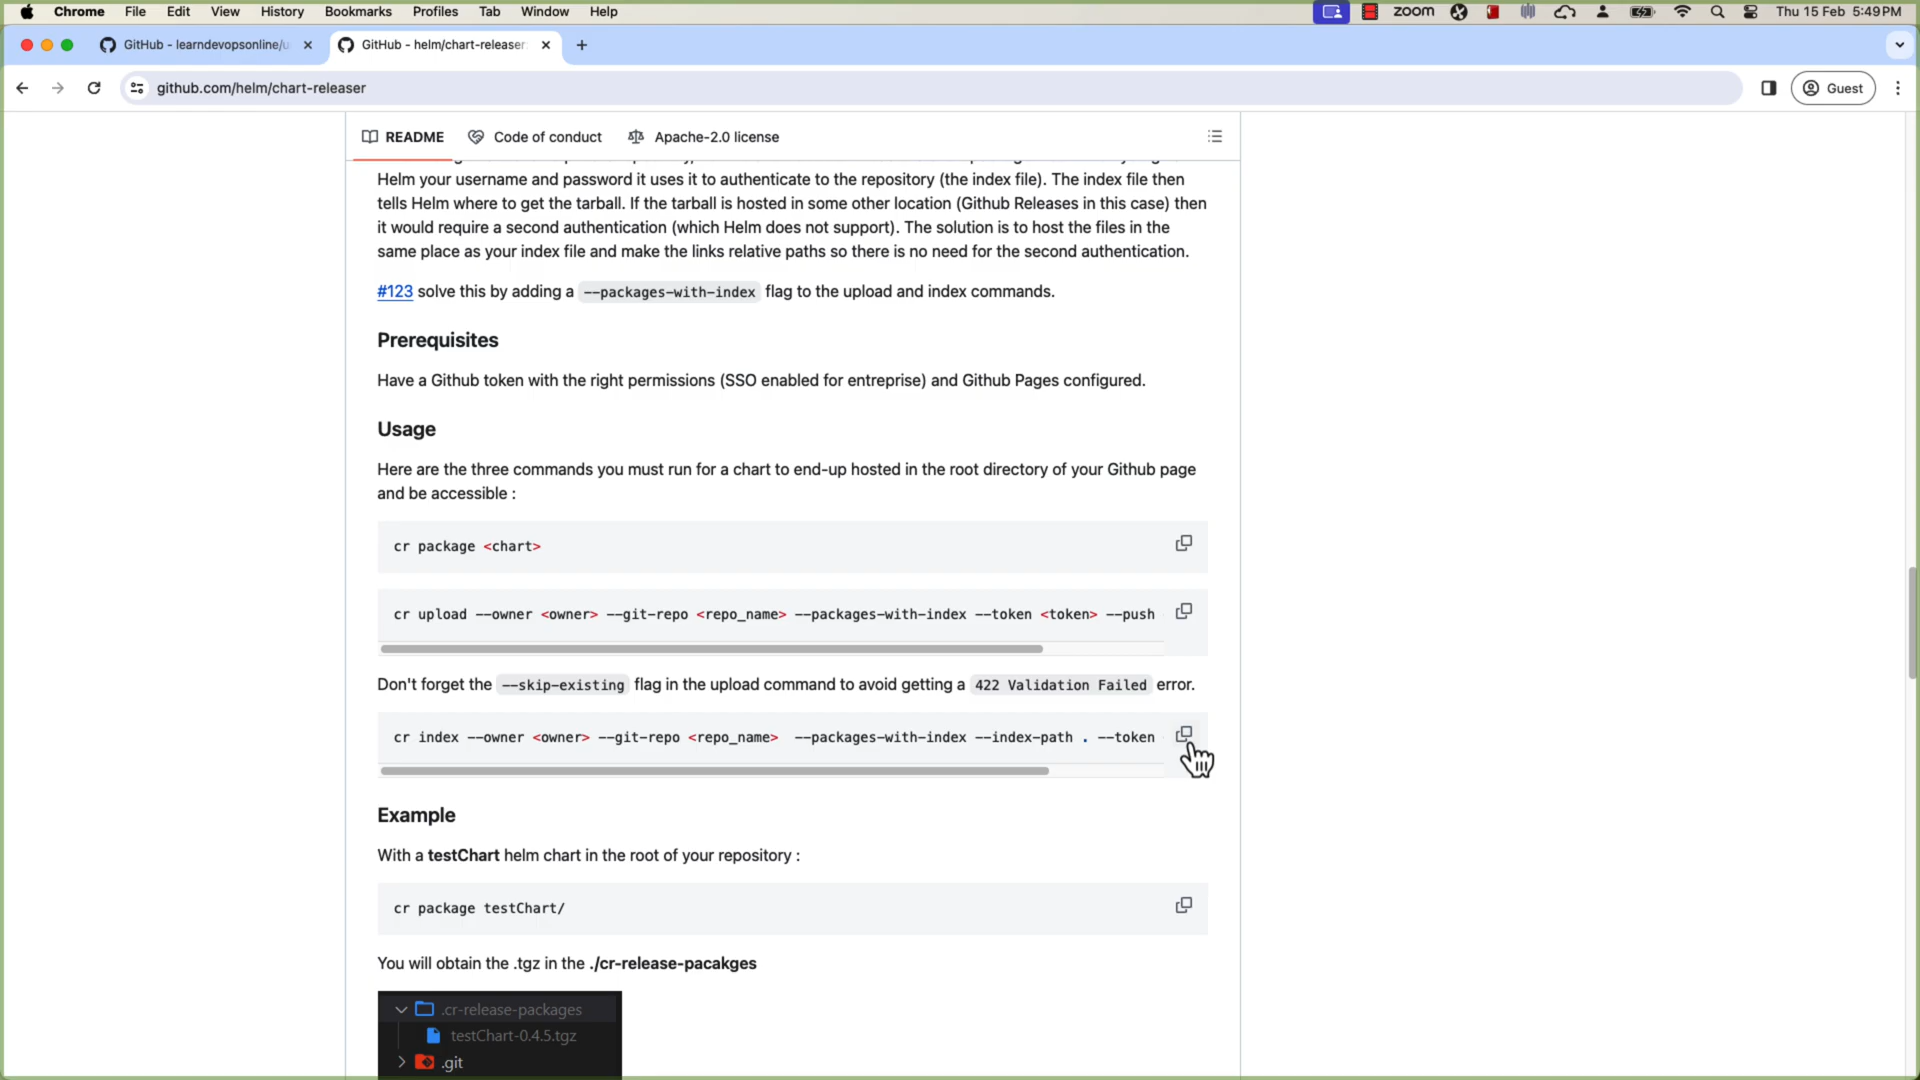 Chrome File Edit View History Bookmarks Profiles Tab Window Help zoom Thu 15 Feb 5:49 PM
GitHub - learndevopsonline/u GitHub - helm/chart-releaser:
github.com/helm/chart-releaser Guest
README Code of conduct Apache-2.0 license
Helm your username and password it uses it to authenticate to the repository (the index file). The index file then
tells Helm where to get the tarball. If the tarball is hosted in some other location (Github Releases in this case) then
it would require a second authentication (which Helm does not support). The solution is to host the files in the
same place as your index file and make the links relative paths so there is no need for the second authentication.
#123 solve this by adding a --packages-with-index flag to the upload and index commands.
Prerequisites
Have a Github token with the right permissions (SSO enabled for entreprise) and Github Pages configured.
Usage
Here are the three commands you must run for a chart to end-up hosted in the root directory of your Github page
and be accessible :
cr package <chart>
cr upload --owner <owner> --git-repo <repo_name> --packages-with-index --token <token> --push
Don't forget the --skip-existing flag in the upload command to avoid getting a 422 Validation Failed error.
cr index --owner <owner> --git-repo <repo_name> --packages-with-index --index-path . --token
Example
With a testChart helm chart in the root of your repository :
cr package testChart/
You will obtain the .tgz in the ./cr-release-pacakges
.cr-release-packages
testChart-0.4.5.tgz
.git